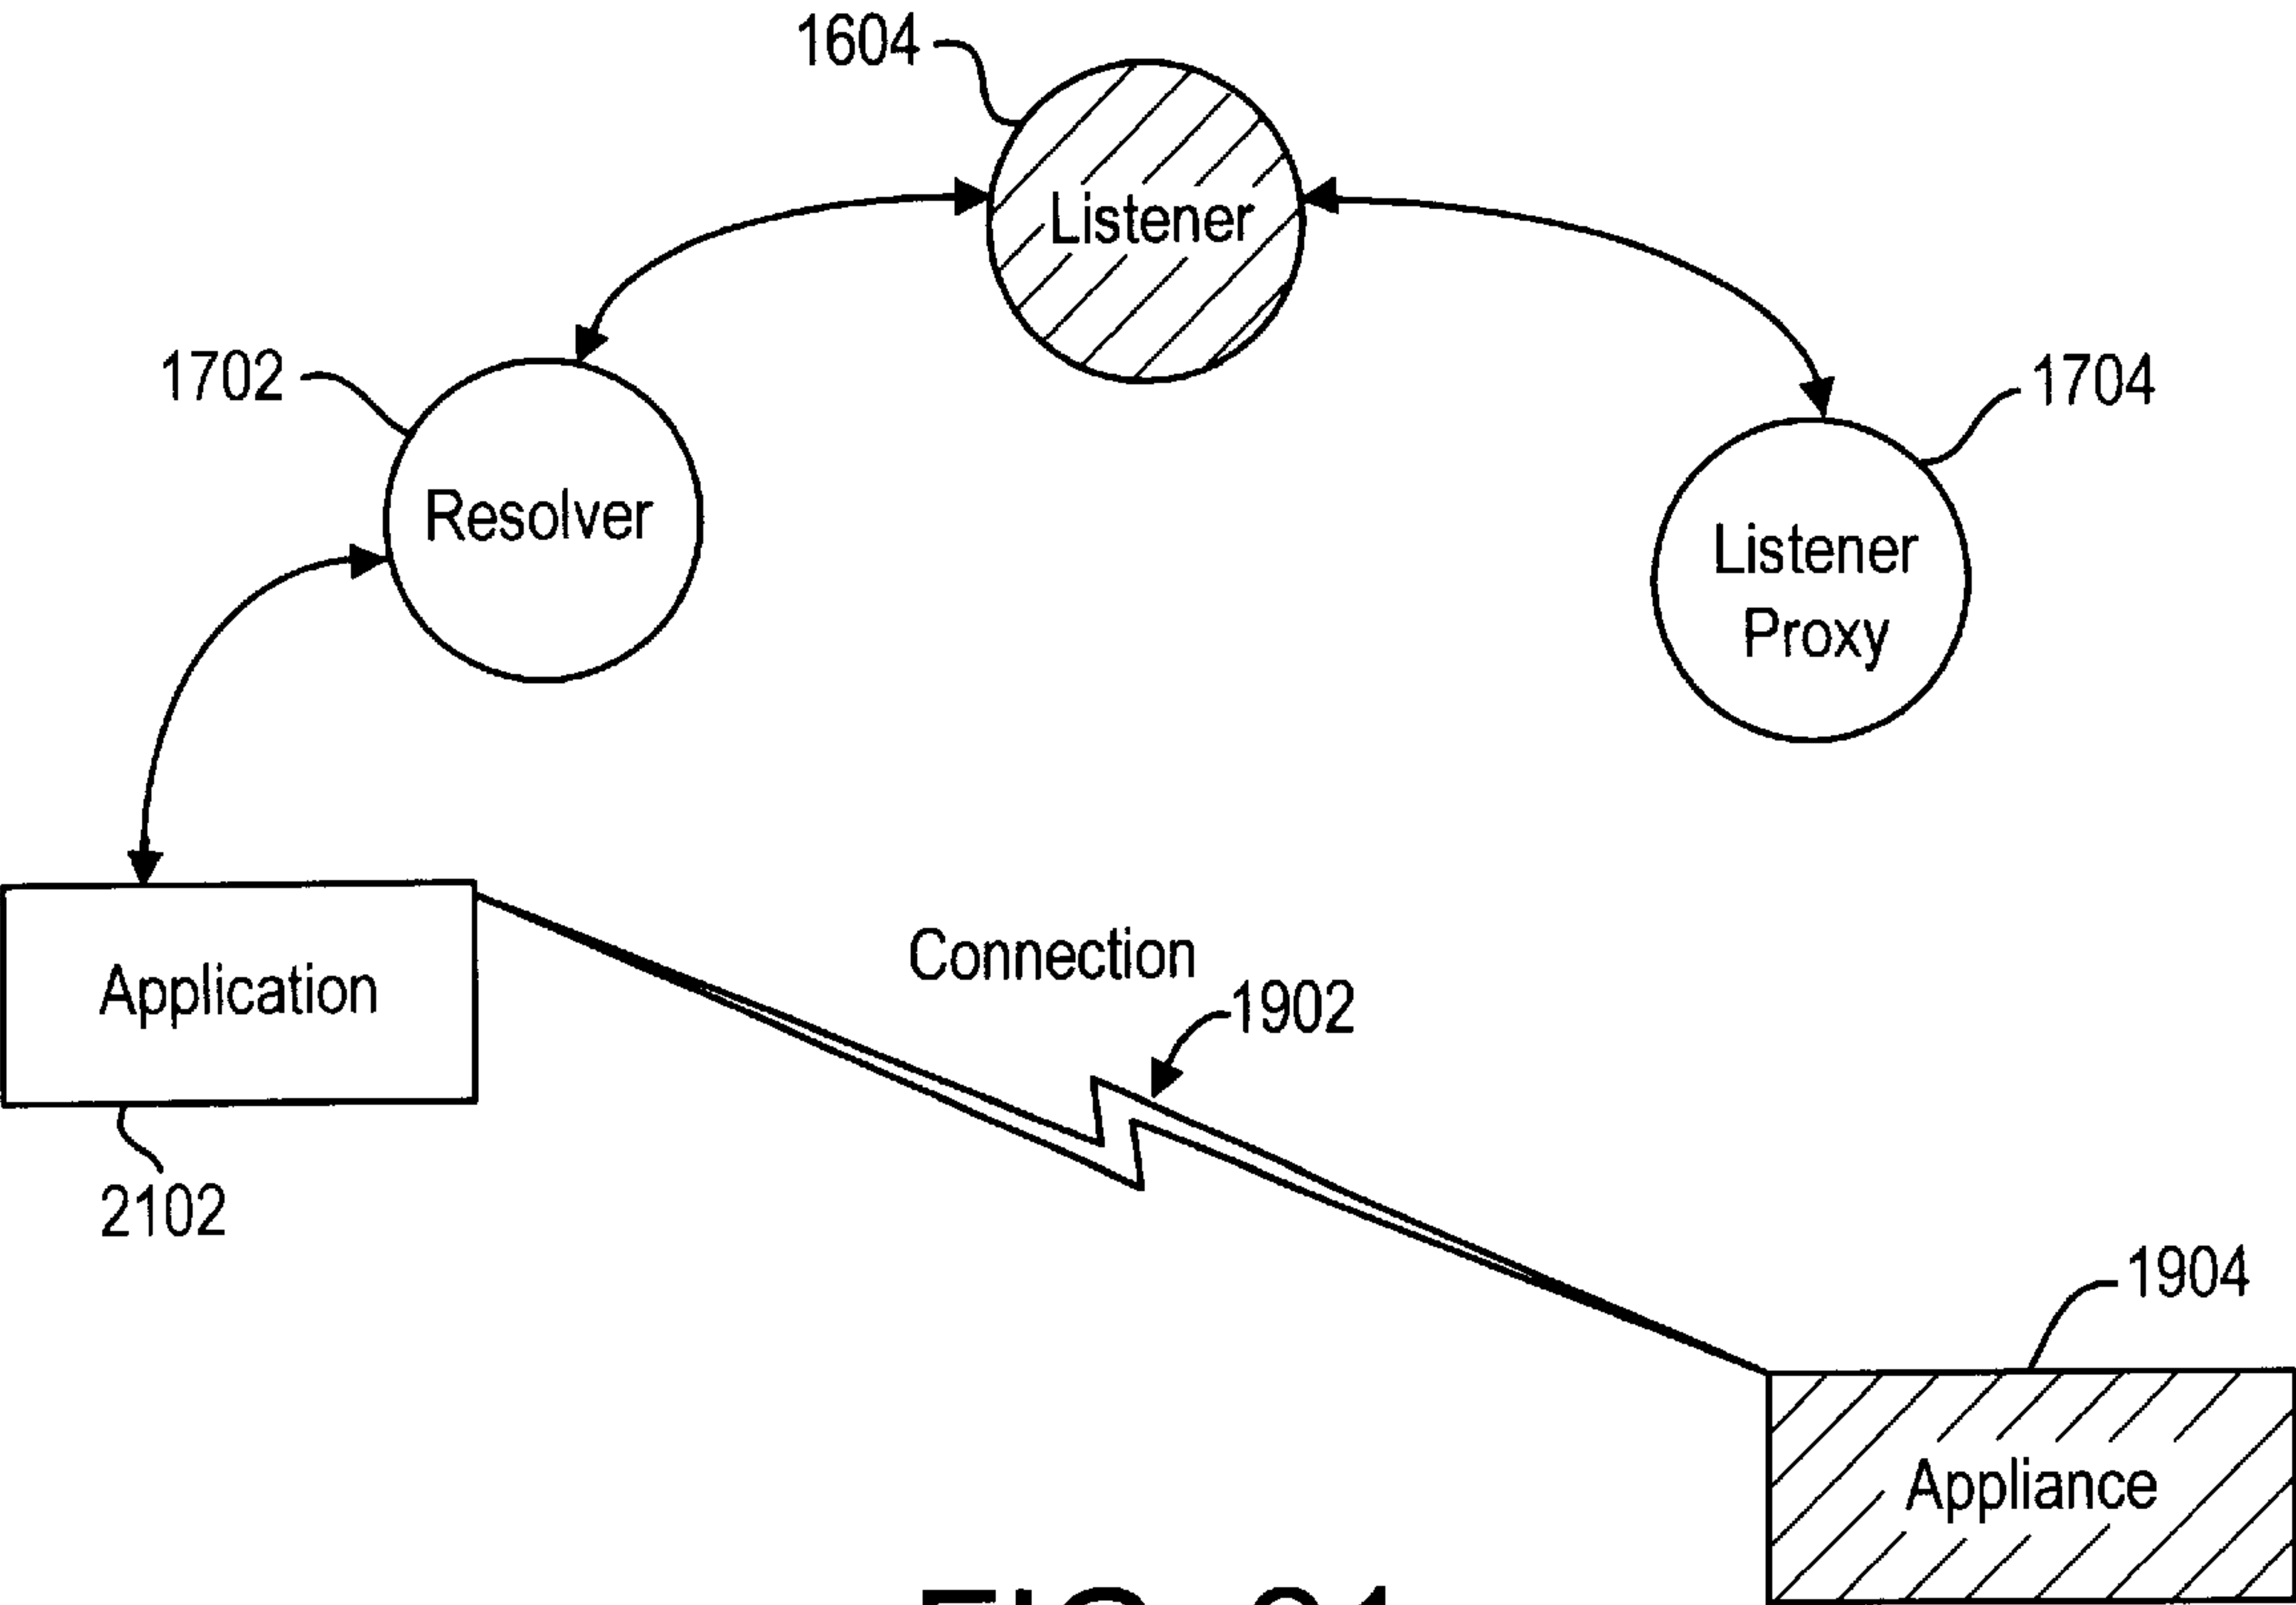 1604
Listener
1702
Resolver
1704
Listener
Proxy
Connection
1902
Application
2102
1904
Appliance